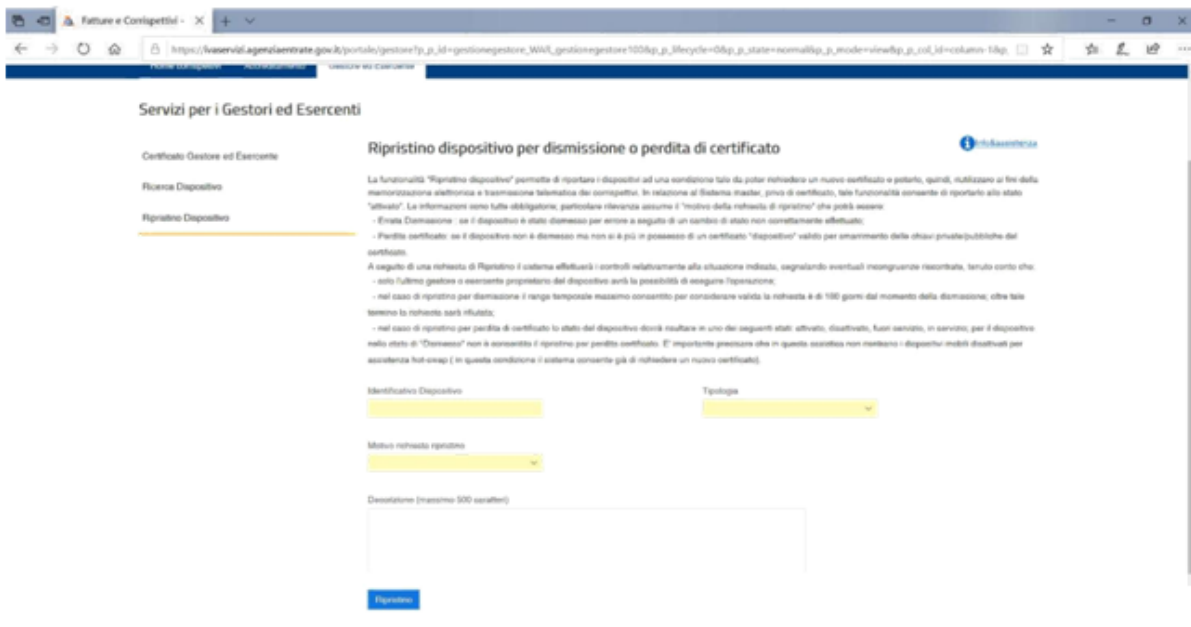 Fatture e Corrispettivi -
https://ivaservizi.agenziaentrate.gov.it/portale/gestore?p_p_id=gestionegestore_WAR_gestionegestore100&p_p_lifecycle=0&p_p_state=normal&p_p_mode=view&p_p_col_id=column-1&p_
Home Corrispettivi Accreditamento Gestore ed Esercente
Servizi per i Gestori ed Esercenti
Certificato Gestore ed Esercente
Ricerca Dispositivo
Ripristino Dispositivo
Ripristino dispositivo per dismissione o perdita di certificato
Info&assistenza
La funzionalità "Ripristino dispositivo" permette di riportare i dispositivi ad una condizione tale da poter richiedere un nuovo certificato e poterlo, quindi, riutilizzare ai fini della
memorizzazione elettronica e trasmissione telematica dei corrispettivi. In relazione al Sistema master, privo di certificato, tale funzionalità consente di riportarlo allo stato
"attivato". Le informazioni sono tutte obbligatorie; particolare rilevanza assume il "motivo della richiesta di ripristino" che potrà essere:
- Errata Dismissione : se il dispositivo è stato dismesso per errore a seguito di un cambio di stato non correttamente effettuato;
- Perdita certificato: se il dispositivo non è dismesso ma non si è più in possesso di un certificato "dispositivo" valido per smarrimento delle chiavi private/pubbliche del
certificato.
A seguito di una richiesta di Ripristino il sistema effettuerà i controlli relativamente alla situazione indicata, segnalando eventuali incongruenze riscontrate, tenuto conto che:
- solo l'ultimo gestore o esercente proprietario del dispositivo avrà la possibilità di eseguire l'operazione;
- nel caso di ripristino per dismissione il range temporale massimo consentito per considerare valida la richiesta è di 100 giorni dal momento della dismissione; oltre tale
termine la richiesta sarà rifiutata;
- nel caso di ripristino per perdita di certificato lo stato del dispositivo dovrà risultare in uno dei seguenti stati: attivato, disattivato, fuori servizio, in servizio; per il dispositivo
nello stato di "Dismesso" non è consentito il ripristino per perdita certificato. E' importante precisare che in questa casistica non rientrano i dispositivi mobili disattivati per
assistenza hot-swap ( in questa condizione il sistema consente già di richiedere un nuovo certificato).
Identificativo Dispositivo
Tipologia
Motivo richiesta ripristino
Descrizione (massimo 500 caratteri)
Ripristino